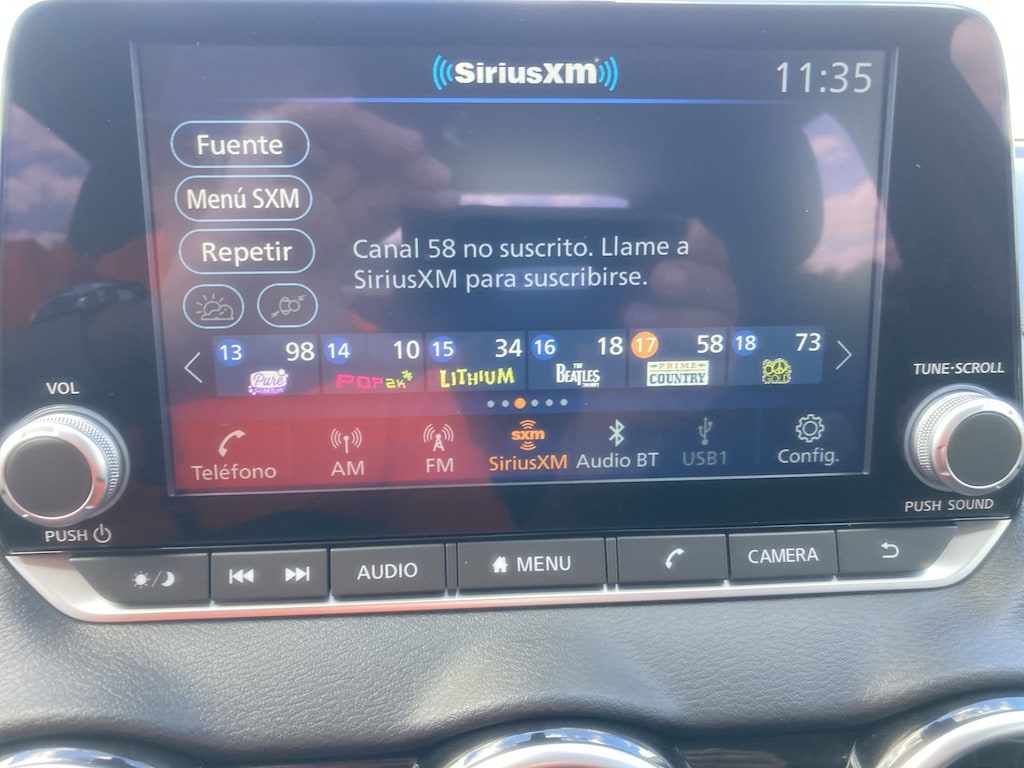 SiriusXM
11:35
Fuente
Menú SXM
Repetir
Canal 58 no suscrito. Llame a
SiriusXM para suscribirse.
13 98 14 10 15 34 16 18 17 58 18 73
Pure POP2K LITHIUM THE BEATLES PRIME COUNTRY GOLD
Teléfono AM FM sxm SiriusXM Audio BT USB1 Config.
VOL
TUNE·SCROLL
PUSH
PUSH SOUND
AUDIO MENU CAMERA